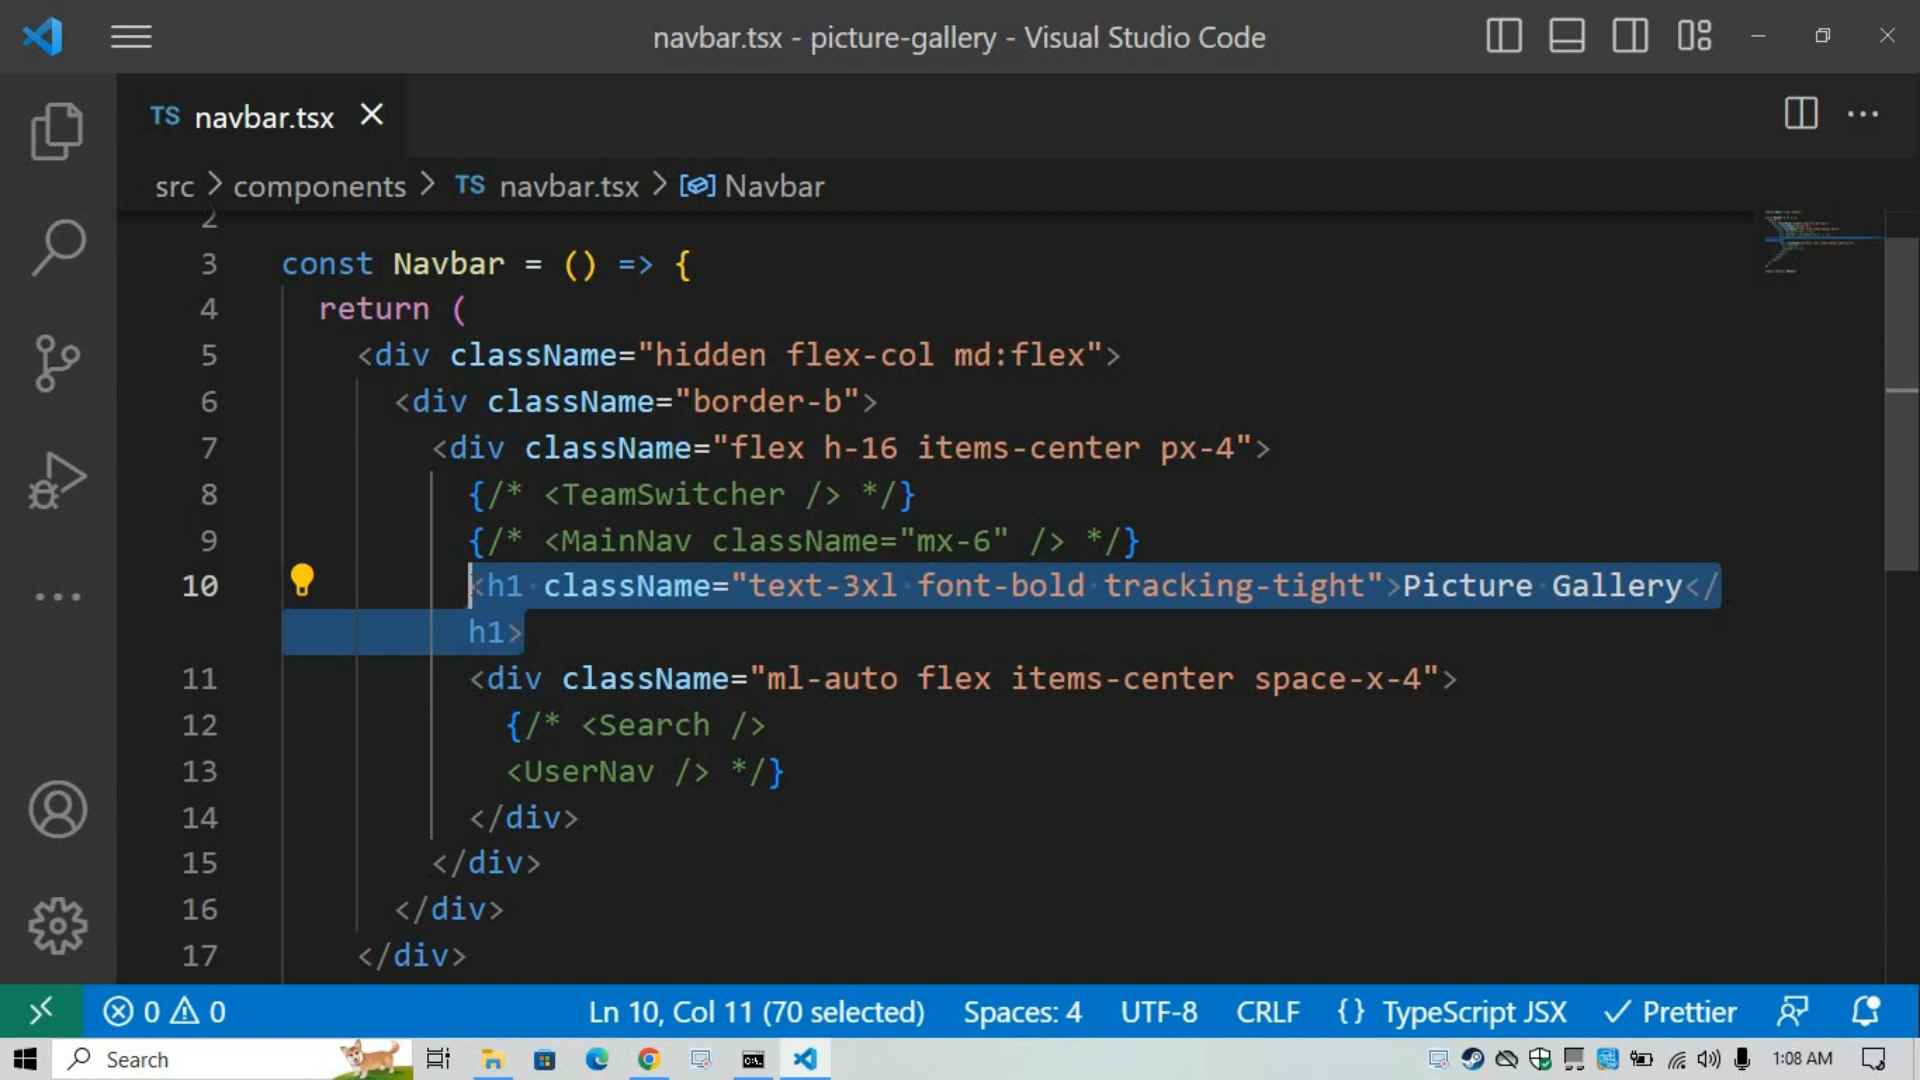 navbar.tsx - picture-gallery - Visual Studio Code
TS navbar.tsx
src > components > TS navbar.tsx > Navbar
2
3 const Navbar = () => {
4 return (
5 <div className="hidden flex-col md:flex">
6 <div className="border-b">
7 <div className="flex h-16 items-center px-4">
8 {/* <TeamSwitcher /> */}
9 {/* <MainNav className="mx-6" /> */}
10 <h1 className="text-3xl font-bold tracking-tight">Picture Gallery</
h1>
11 <div className="ml-auto flex items-center space-x-4">
12 {/* <Search />
13 <UserNav /> */}
14 </div>
15 </div>
16 </div>
17 </div>
0 0 Ln 10, Col 11 (70 selected) Spaces: 4 UTF-8 CRLF {} TypeScript JSX Prettier
Search 1:08 AM